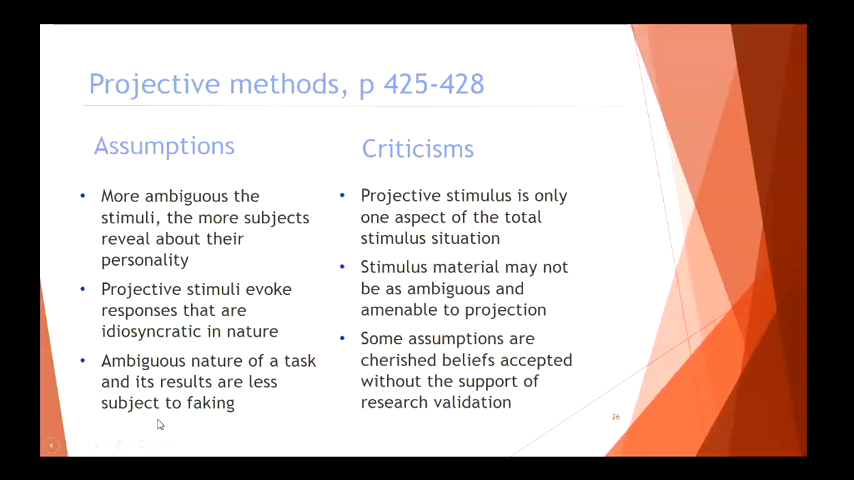 Projective methods, p 425-428
Assumptions
• More ambiguous the
stimuli, the more subjects
reveal about their
personality
• Projective stimuli evoke
responses that are
idiosyncratic in nature
• Ambiguous nature of a task
and its results are less
subject to faking
Criticisms
• Projective stimulus is only
one aspect of the total
stimulus situation
• Stimulus material may not
be as ambiguous and
amenable to projection
• Some assumptions are
cherished beliefs accepted
without the support of
research validation
26